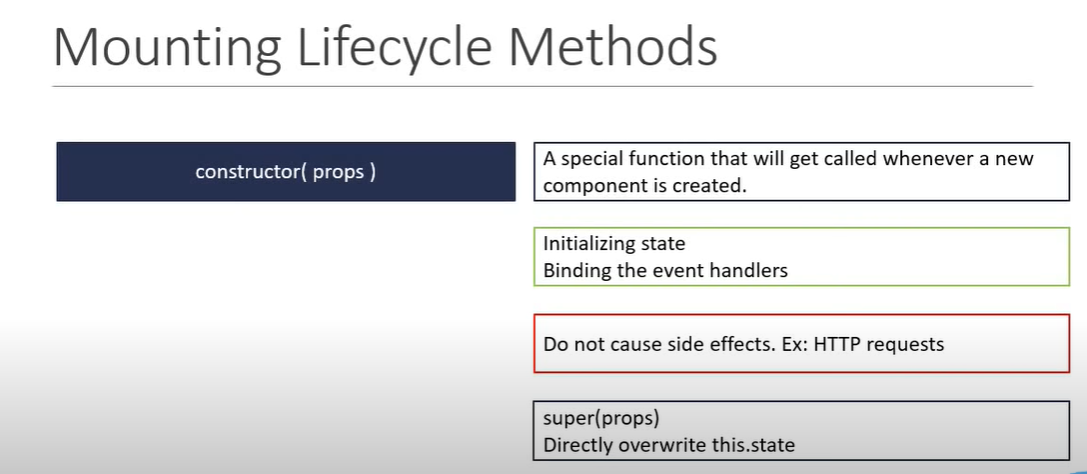 Mounting Lifecycle Methods
constructor( props )
A special function that will get called whenever a new
component is created.
Initializing state
Binding the event handlers
Do not cause side effects. Ex: HTTP requests
super(props)
Directly overwrite this.state